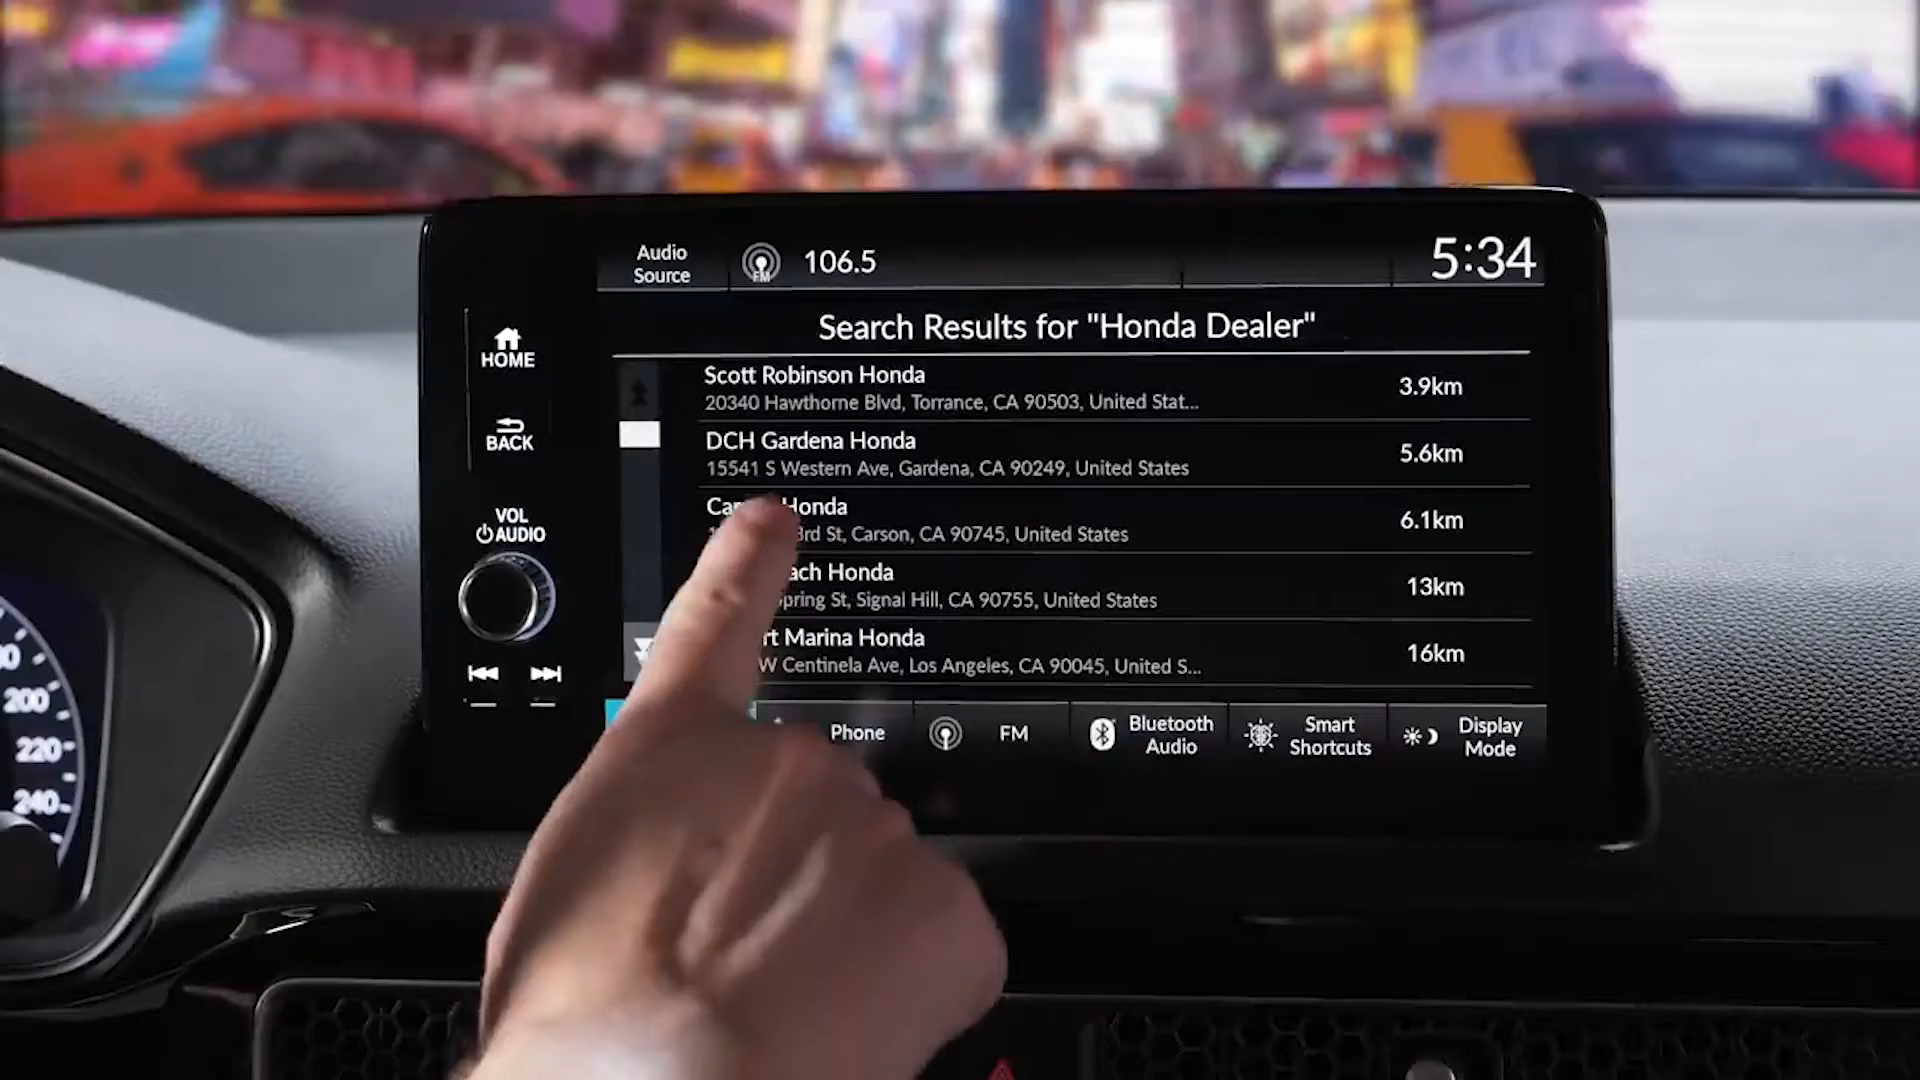 Audio
Source
FM
106.5
5:34
Search Results for "Honda Dealer"
HOME
BACK
VOL
AUDIO
Scott Robinson Honda
3.9km
20340 Hawthorne Blvd, Torrance, CA 90503, United Stat...
DCH Gardena Honda
5.6km
15541 S Western Ave, Gardena, CA 90249, United States
Honda
6.1km
St, Carson, CA 90745, United States
Honda
13km
St, Signal Hill, CA 90755, United States
Marina Honda
16km
W Centinela Ave, Los Angeles, CA 90045, United S...
Phone
FM
Bluetooth
Audio
Smart
Shortcuts
Display
Mode
200
220
240